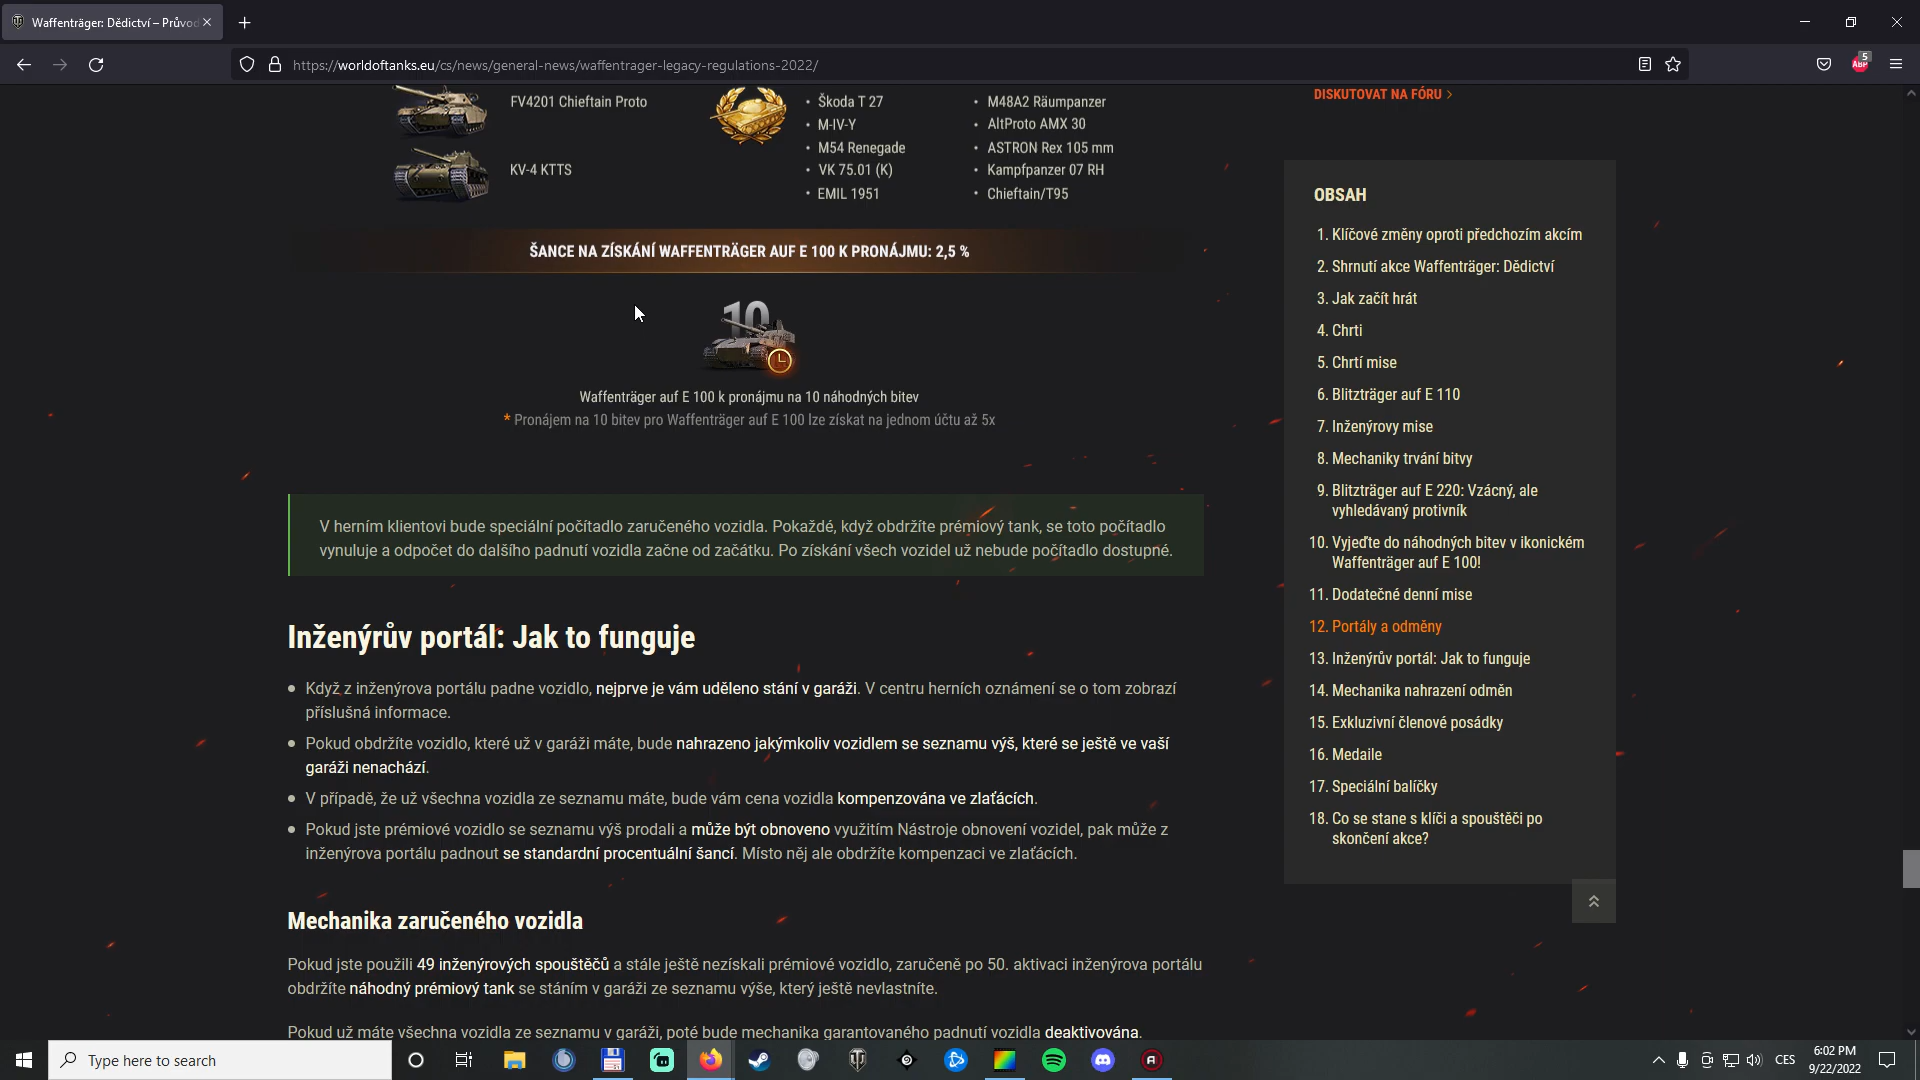 Waffenträger: Dědictví – Průvod
https://worldoftanks.eu/cs/news/general-news/waffentrager-legacy-regulations-2022/
5
ABP
FV4201 Chieftain Proto
KV-4 KTTS
• Škoda T 27
• M-IV-Y
• M54 Renegade
• VK 75.01 (K)
• EMIL 1951
• M48A2 Räumpanzer
• AltProto AMX 30
• ASTRON Rex 105 mm
• Kampfpanzer 07 RH
• Chieftain/T95
ŠANCE NA ZÍSKÁNÍ WAFFENTRÄGER AUF E 100 K PRONÁJMU: 2,5 %
10
Waffenträger auf E 100 k pronájmu na 10 náhodných bitev
* Pronájem na 10 bitev pro Waffenträger auf E 100 lze získat na jednom účtu až 5x
V herním klientovi bude speciální počítadlo zaručeného vozidla. Pokaždé, když obdržíte prémiový tank, se toto počítadlo
vynuluje a odpočet do dalšího padnutí vozidla začne od začátku. Po získání všech vozidel už nebude počítadlo dostupné.
Inženýrův portál: Jak to funguje
• Když z inženýrova portálu padne vozidlo, nejprve je vám uděleno stání v garáži. V centru herních oznámení se o tom zobrazí
příslušná informace.
• Pokud obdržíte vozidlo, které už v garáži máte, bude nahrazeno jakýmkoliv vozidlem se seznamu výš, které se ještě ve vaší
garáži nenachází.
• V případě, že už všechna vozidla ze seznamu máte, bude vám cena vozidla kompenzována ve zlaťácích.
• Pokud jste prémiové vozidlo se seznamu výš prodali a může být obnoveno využitím Nástroje obnovení vozidel, pak může z
inženýrova portálu padnout se standardní procentuální šancí. Místo něj ale obdržíte kompenzaci ve zlaťácích.
Mechanika zaručeného vozidla
Pokud jste použili 49 inženýrových spouštěčů a stále ještě nezískali prémiové vozidlo, zaručeně po 50. aktivaci inženýrova portálu
obdržíte náhodný prémiový tank se stáním v garáži ze seznamu výše, který ještě nevlastníte.
Pokud už máte všechna vozidla ze seznamu v garáži, poté bude mechanika garantovaného padnutí vozidla deaktivována.
DISKUTOVAT NA FÓRU >
OBSAH
1. Klíčové změny oproti předchozím akcím
2. Shrnutí akce Waffenträger: Dědictví
3. Jak začít hrát
4. Chrti
5. Chrtí mise
6. Blitzträger auf E 110
7. Inženýrovy mise
8. Mechaniky trvání bitvy
9. Blitzträger auf E 220: Vzácný, ale
vyhledávaný protivník
10. Vyjeďte do náhodných bitev v ikonickém
Waffenträger auf E 100!
11. Dodatečné denní mise
12. Portály a odměny
13. Inženýrův portál: Jak to funguje
14. Mechanika nahrazení odměn
15. Exkluzivní členové posádky
16. Medaile
17. Speciální balíčky
18. Co se stane s klíči a spouštěči po
skončení akce?
Type here to search
CES
6:02 PM
9/22/2022